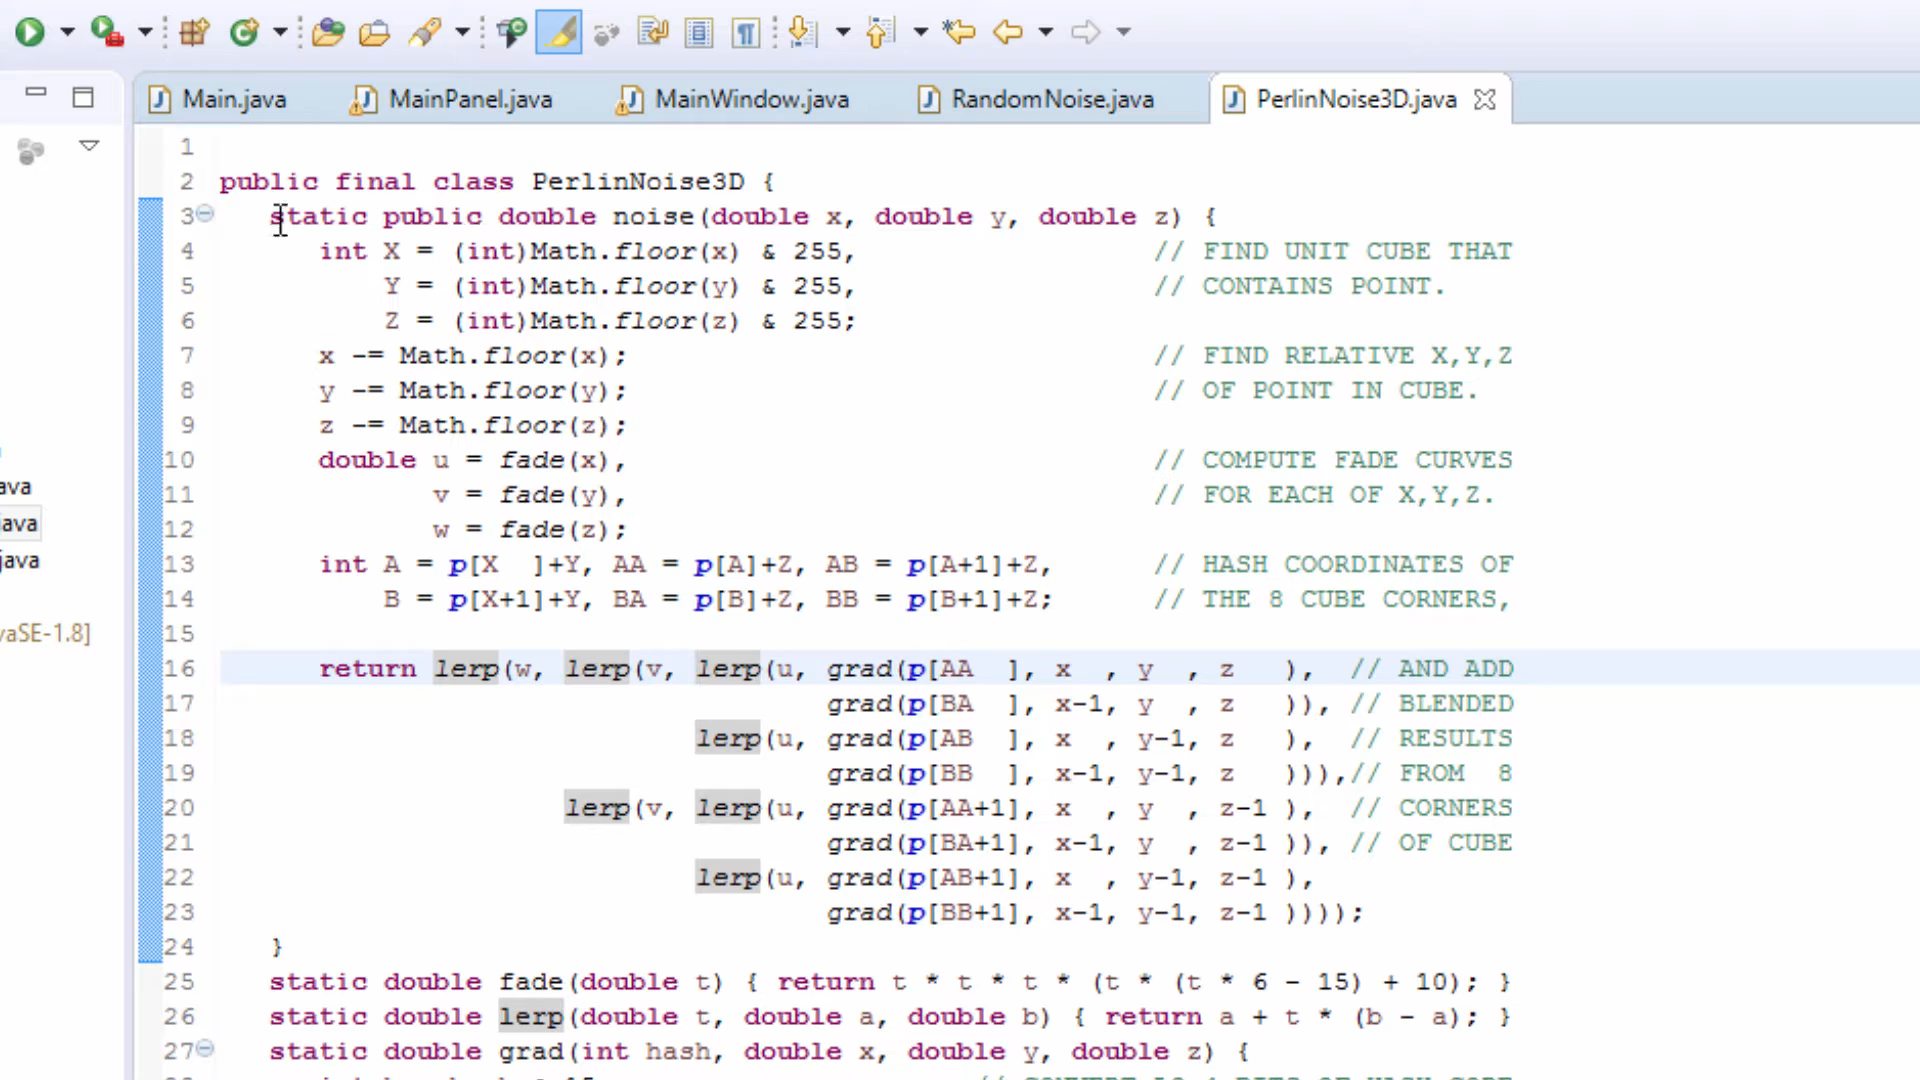 Main.java MainPanel.java MainWindow.java RandomNoise.java PerlinNoise3D.java
1
2 public final class PerlinNoise3D {
3 static public double noise(double x, double y, double z) {
4 int X = (int)Math.floor(x) & 255, // FIND UNIT CUBE THAT
5 Y = (int)Math.floor(y) & 255, // CONTAINS POINT.
6 Z = (int)Math.floor(z) & 255;
7 x -= Math.floor(x); // FIND RELATIVE X,Y,Z
8 y -= Math.floor(y); // OF POINT IN CUBE.
9 z -= Math.floor(z);
10 double u = fade(x), // COMPUTE FADE CURVES
ava
11 v = fade(y), // FOR EACH OF X,Y,Z.
java
12 w = fade(z);
java
13 int A = p[X ]+Y, AA = p[A]+Z, AB = p[A+1]+Z, // HASH COORDINATES OF
14 B = p[X+1]+Y, BA = p[B]+Z, BB = p[B+1]+Z; // THE 8 CUBE CORNERS,
vaSE-1.8]
15
16 return lerp(w, lerp(v, lerp(u, grad(p[AA ], x , y , z ), // AND ADD
17 grad(p[BA ], x-1, y , z )), // BLENDED
18 lerp(u, grad(p[AB ], x , y-1, z ), // RESULTS
19 grad(p[BB ], x-1, y-1, z ))),// FROM 8
20 lerp(v, lerp(u, grad(p[AA+1], x , y , z-1 ), // CORNERS
21 grad(p[BA+1], x-1, y , z-1 )), // OF CUBE
22 lerp(u, grad(p[AB+1], x , y-1, z-1 ),
23 grad(p[BB+1], x-1, y-1, z-1 ))));
24 }
25 static double fade(double t) { return t * t * t * (t * (t * 6 - 15) + 10); }
26 static double lerp(double t, double a, double b) { return a + t * (b - a); }
27 static double grad(int hash, double x, double y, double z) {